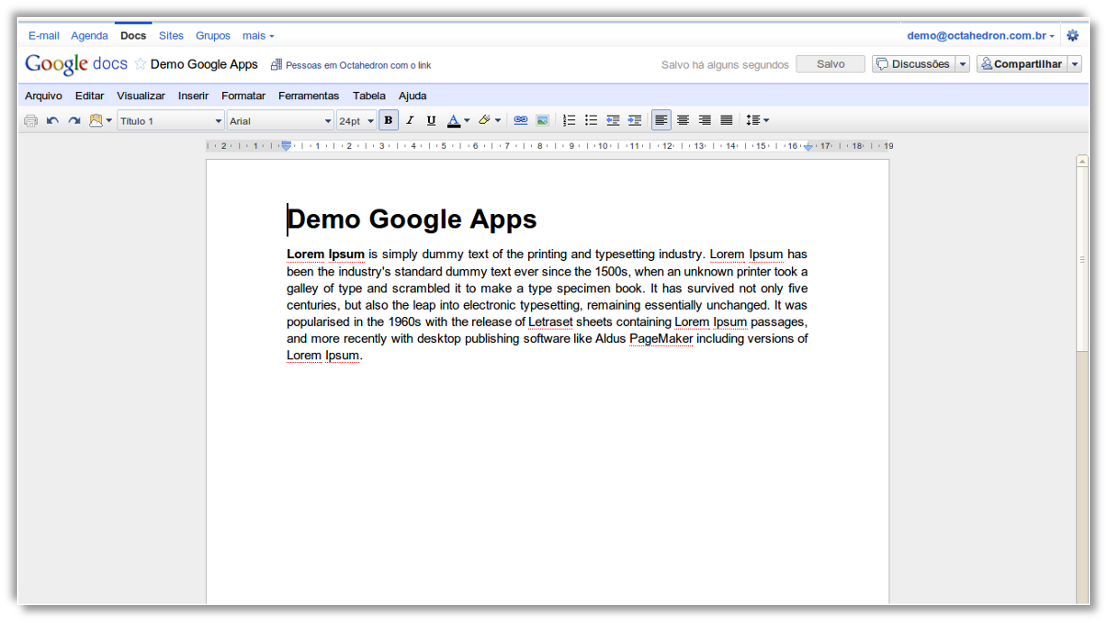 E-mail Agenda Docs Sites Grupos mais
demo@octahedron.com.br
Google docs Demo Google Apps Pessoas em Octahedron com o link
Salvo há alguns segundos Salvo Discussões Compartilhar
Arquivo Editar Visualizar Inserir Formatar Ferramentas Tabela Ajuda
Título 1 Arial 24pt B I U A
2 1 1 2 3 4 5 6 7 8 9 10 11 12 13 14 15 16 17 18 19
Demo Google Apps
Lorem Ipsum is simply dummy text of the printing and typesetting industry. Lorem Ipsum has
been the industry's standard dummy text ever since the 1500s, when an unknown printer took a
galley of type and scrambled it to make a type specimen book. It has survived not only five
centuries, but also the leap into electronic typesetting, remaining essentially unchanged. It was
popularised in the 1960s with the release of Letraset sheets containing Lorem Ipsum passages,
and more recently with desktop publishing software like Aldus PageMaker including versions of
Lorem Ipsum.